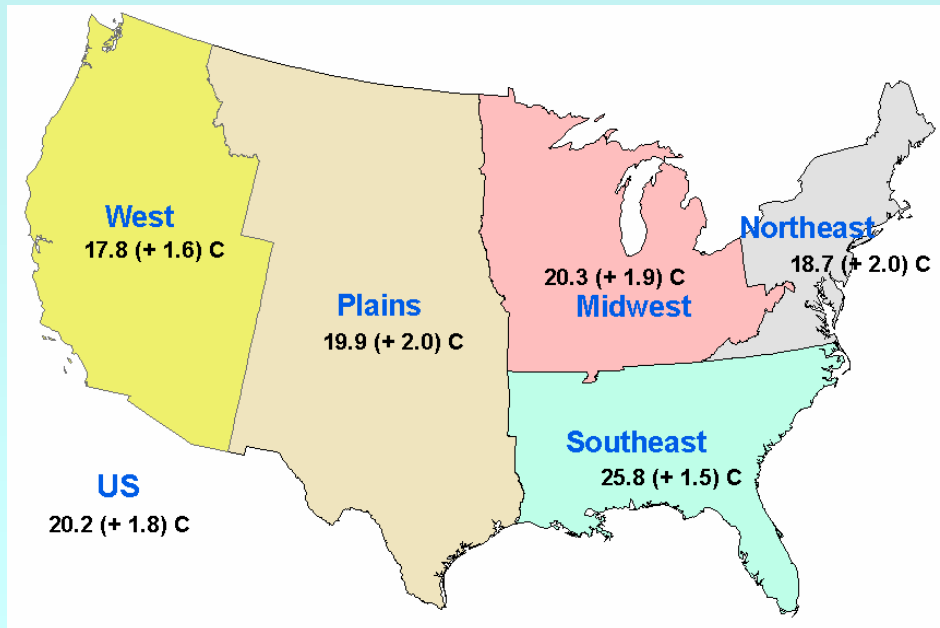 West
17.8 (+ 1.6) C
Northeast
18.7 (+ 2.0) C
20.3 (+ 1.9) C
Midwest
Plains
19.9 (+ 2.0) C
Southeast
25.8 (+ 1.5) C
US
20.2 (+ 1.8) C